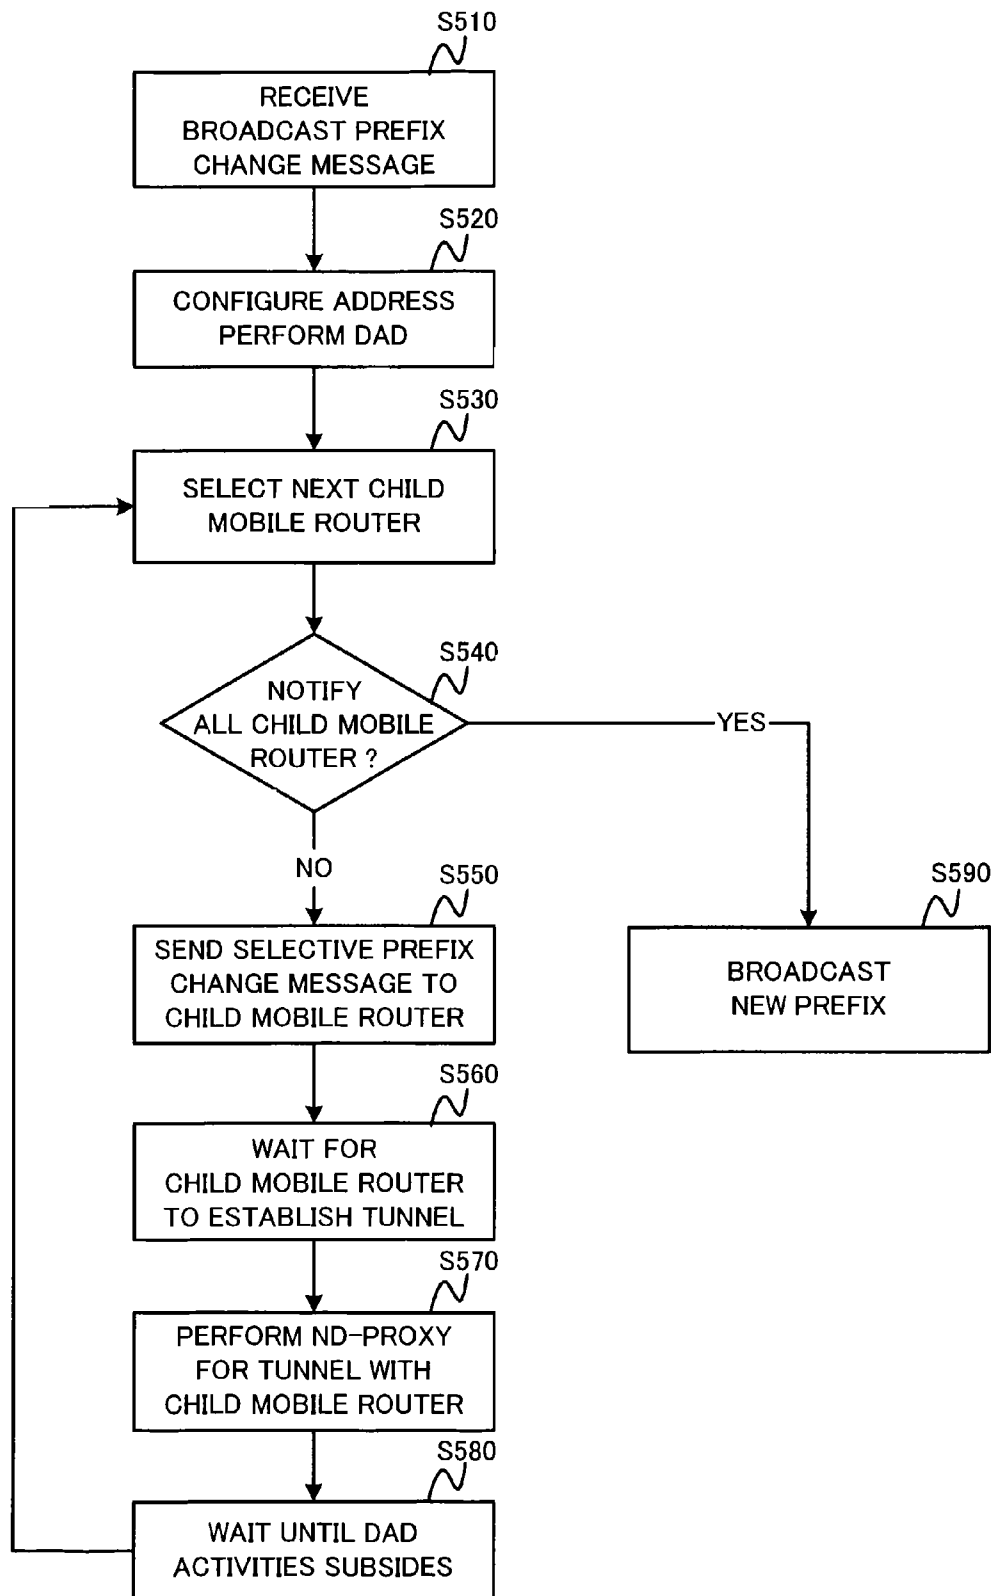 S510
RECEIVE
BROADCAST PREFIX
CHANGE MESSAGE
S520
CONFIGURE ADDRESS
PERFORM DAD
S530
SELECT NEXT CHILD
MOBILE ROUTER
S540
NOTIFY
ALL CHILD MOBILE
ROUTER ?
YES
NO
S550
SEND SELECTIVE PREFIX
CHANGE MESSAGE TO
CHILD MOBILE ROUTER
S590
BROADCAST
NEW PREFIX
S560
WAIT FOR
CHILD MOBILE ROUTER
TO ESTABLISH TUNNEL
S570
PERFORM ND-PROXY
FOR TUNNEL WITH
CHILD MOBILE ROUTER
S580
WAIT UNTIL DAD
ACTIVITIES SUBSIDES